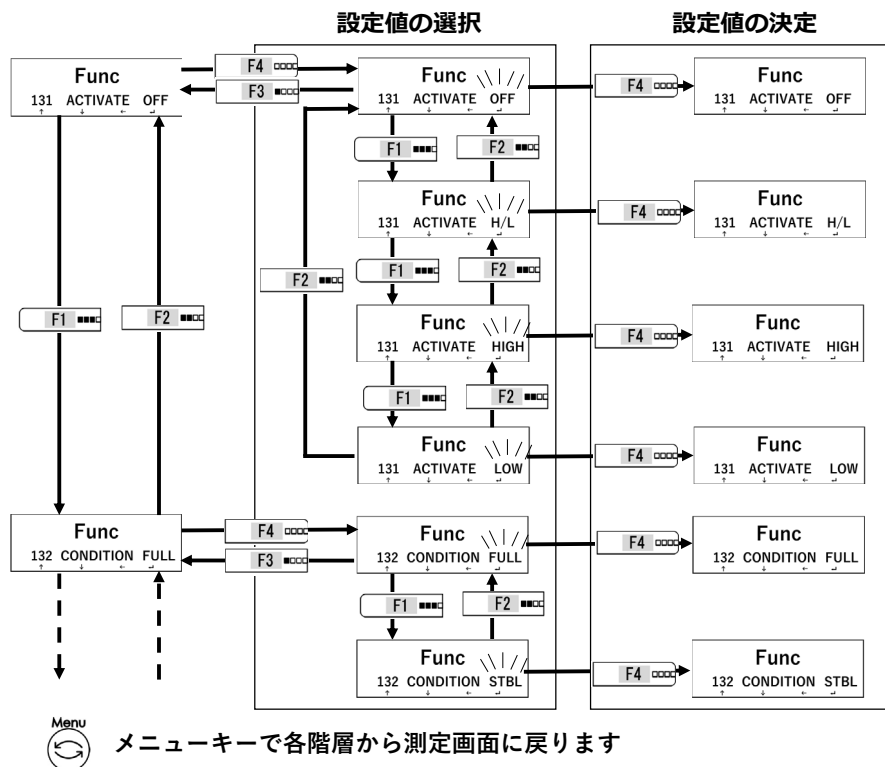 設定値の選択
設定値の決定
F4
F3
Func
131 ACTIVATE OFF
↑ ↓ ← ↵
Func
131 ACTIVATE OFF
↑ ↓ ← ↵
F4
Func
131 ACTIVATE OFF
↑ ↓ ← ↵
F1
F2
Func
131 ACTIVATE H/L
↑ ↓ ← ↵
F4
Func
131 ACTIVATE H/L
↑ ↓ ← ↵
F2
F1
F2
F1
F2
Func
131 ACTIVATE HIGH
↑ ↓ ← ↵
F4
Func
131 ACTIVATE HIGH
↑ ↓ ← ↵
F1
F2
Func
131 ACTIVATE LOW
↑ ↓ ← ↵
F4
Func
131 ACTIVATE LOW
↑ ↓ ← ↵
Func
132 CONDITION FULL
↑ ↓ ← ↵
F4
F3
Func
132 CONDITION FULL
↑ ↓ ← ↵
F4
Func
132 CONDITION FULL
↑ ↓ ← ↵
F1
F2
Func
132 CONDITION STBL
↑ ↓ ← ↵
F4
Func
132 CONDITION STBL
↑ ↓ ← ↵
Menu
メニューキーで各階層から測定画面に戻ります